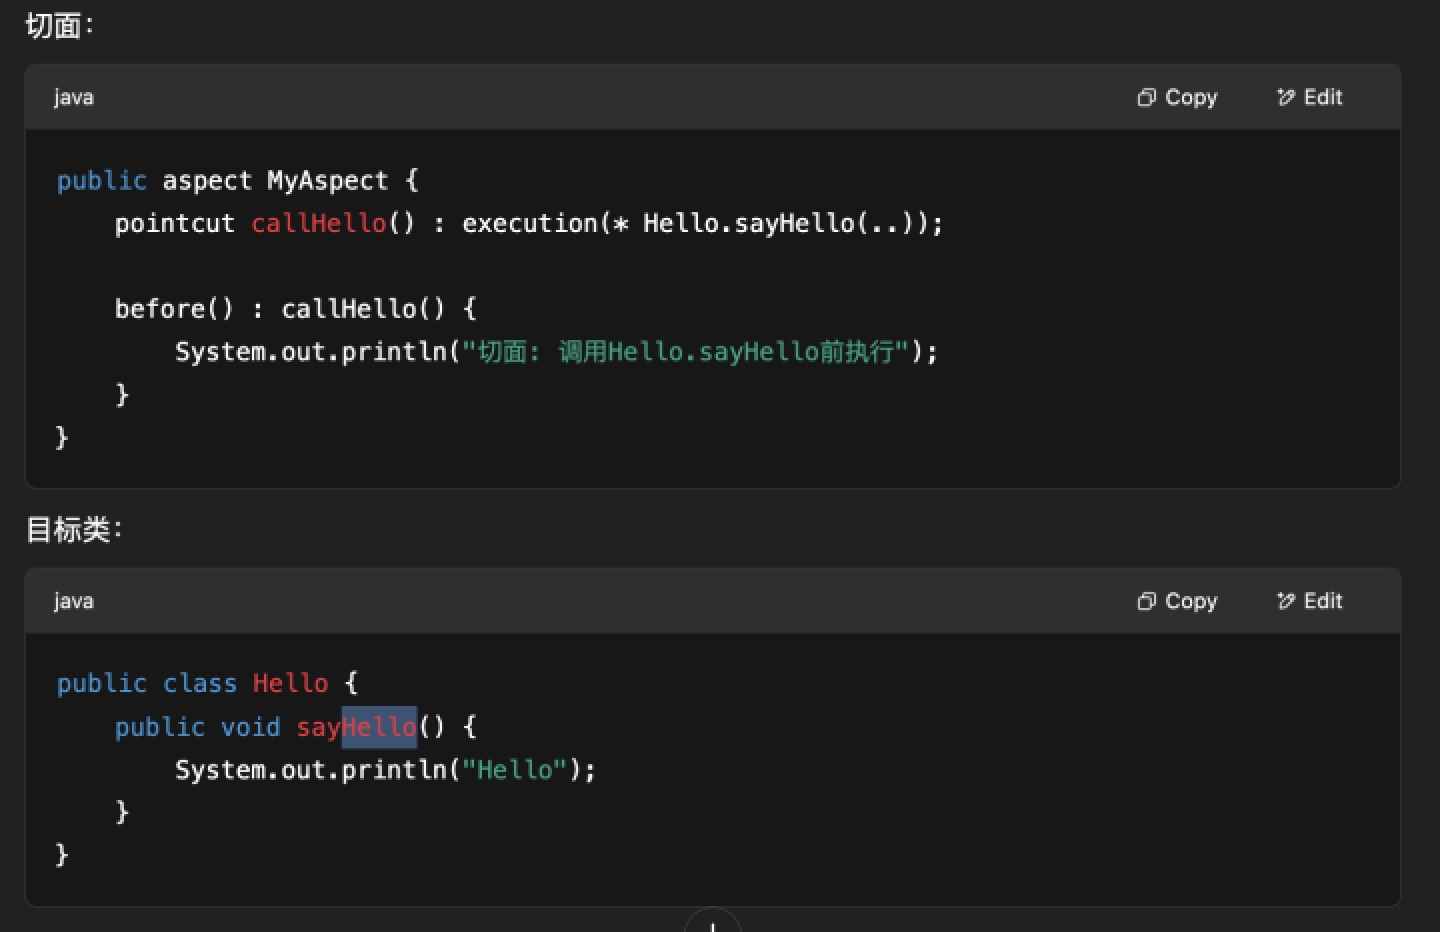 切面：
java
Copy
Edit
public aspect MyAspect {
    pointcut callHello() : execution(* Hello.sayHello(..));

    before() : callHello() {
        System.out.println("切面: 调用Hello.sayHello前执行");
    }
}
目标类：
java
Copy
Edit
public class Hello {
    public void sayHello() {
        System.out.println("Hello");
    }
}